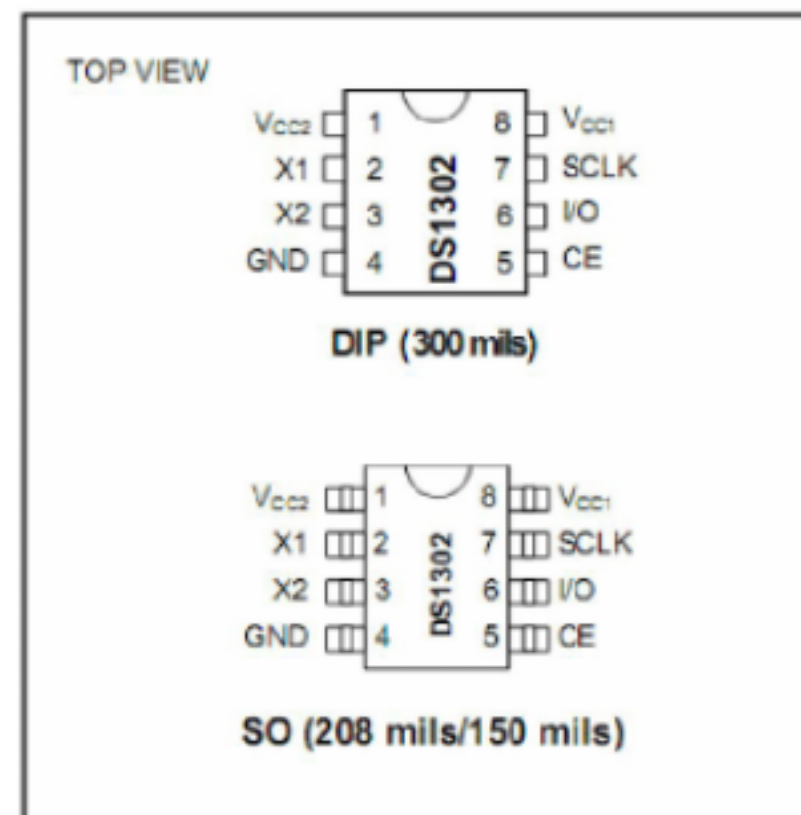 TOP VIEW
VCC2 1 8 VCC1
X1 2 7 SCLK
X2 3 6 I/O
GND 4 5 CE
DS1302
DIP (300 mils)
VCC2 1 8 VCC1
X1 2 7 SCLK
X2 3 6 I/O
GND 4 5 CE
DS1302
SO (208 mils/150 mils)